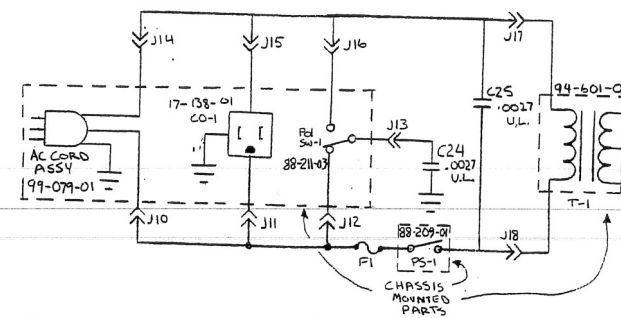 J14
J15
J16
J17
17-138-01
CO-1
C25
.0027
U.L.
94-601-0
Pol
SW-1
88-211-03
J13
C24
.0027
U.L.
AC CORD
ASSY
99-079-01
T-1
J10
J11
J12
88-209-01
J18
F1
PS-1
CHASSIS
MOUNTED
PARTS